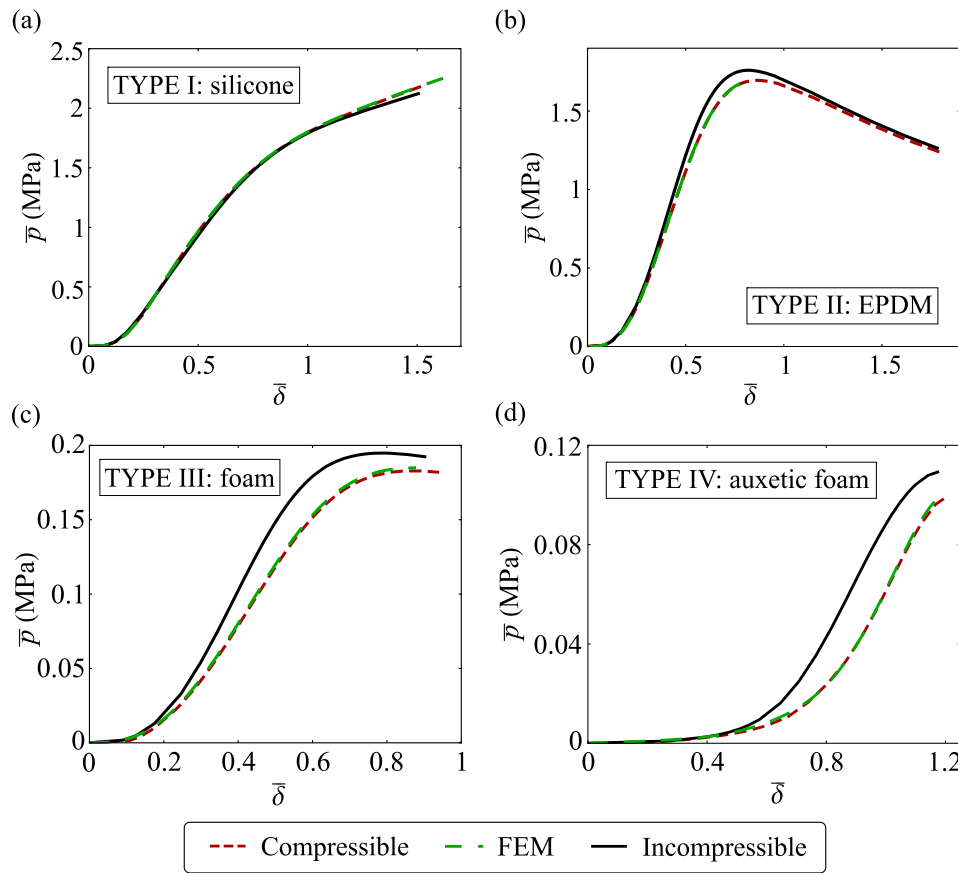 (a)
TYPE I: silicone
2.5
2
1.5
1
0.5
0
p̅ (MPa)
0
0.5
1
δ̅
(b)
TYPE II: EPDM
1.5
1
0.5
0
p̅ (MPa)
0
0.5
1
1.5
δ̅
(c)
TYPE III: foam
0.2
0.15
0.1
0.05
0
p̅ (MPa)
0
0.2
0.4
0.6
0.8
1
δ̅
(d)
TYPE IV: auxetic foam
0.12
0.08
0.04
0
p̅ (MPa)
0
0.4
0.8
1.2
δ̅
Compressible FEM Incompressible